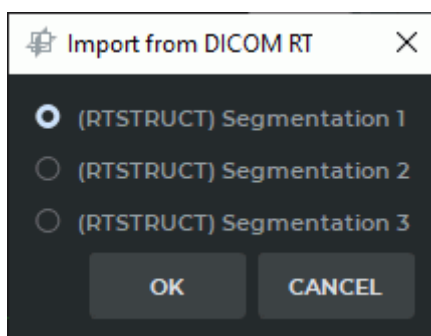 Import from DICOM RT
(RTSTRUCT) Segmentation 1
(RTSTRUCT) Segmentation 2
(RTSTRUCT) Segmentation 3
OK CANCEL